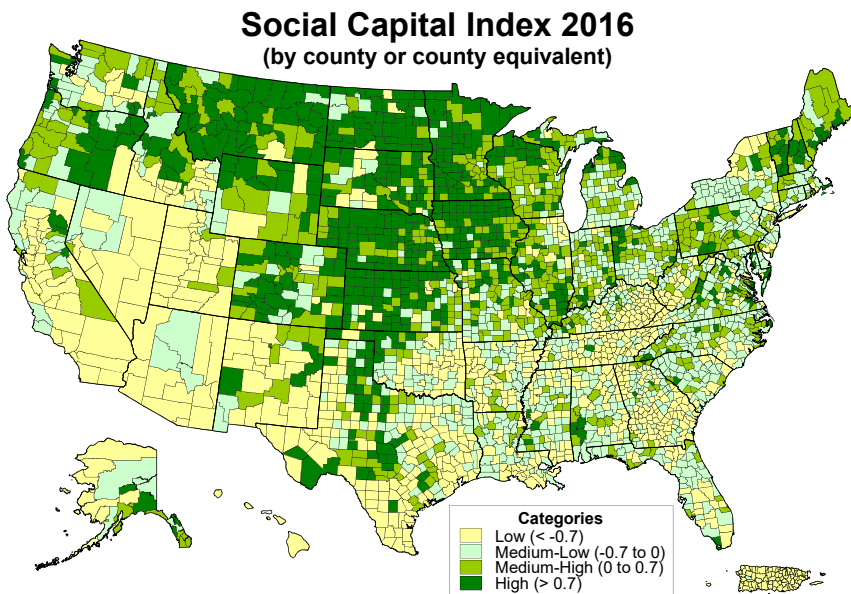 Social Capital Index 2016
(by county or county equivalent)
Categories
Low (< -0.7)
Medium-Low (-0.7 to 0)
Medium-High (0 to 0.7)
High (> 0.7)